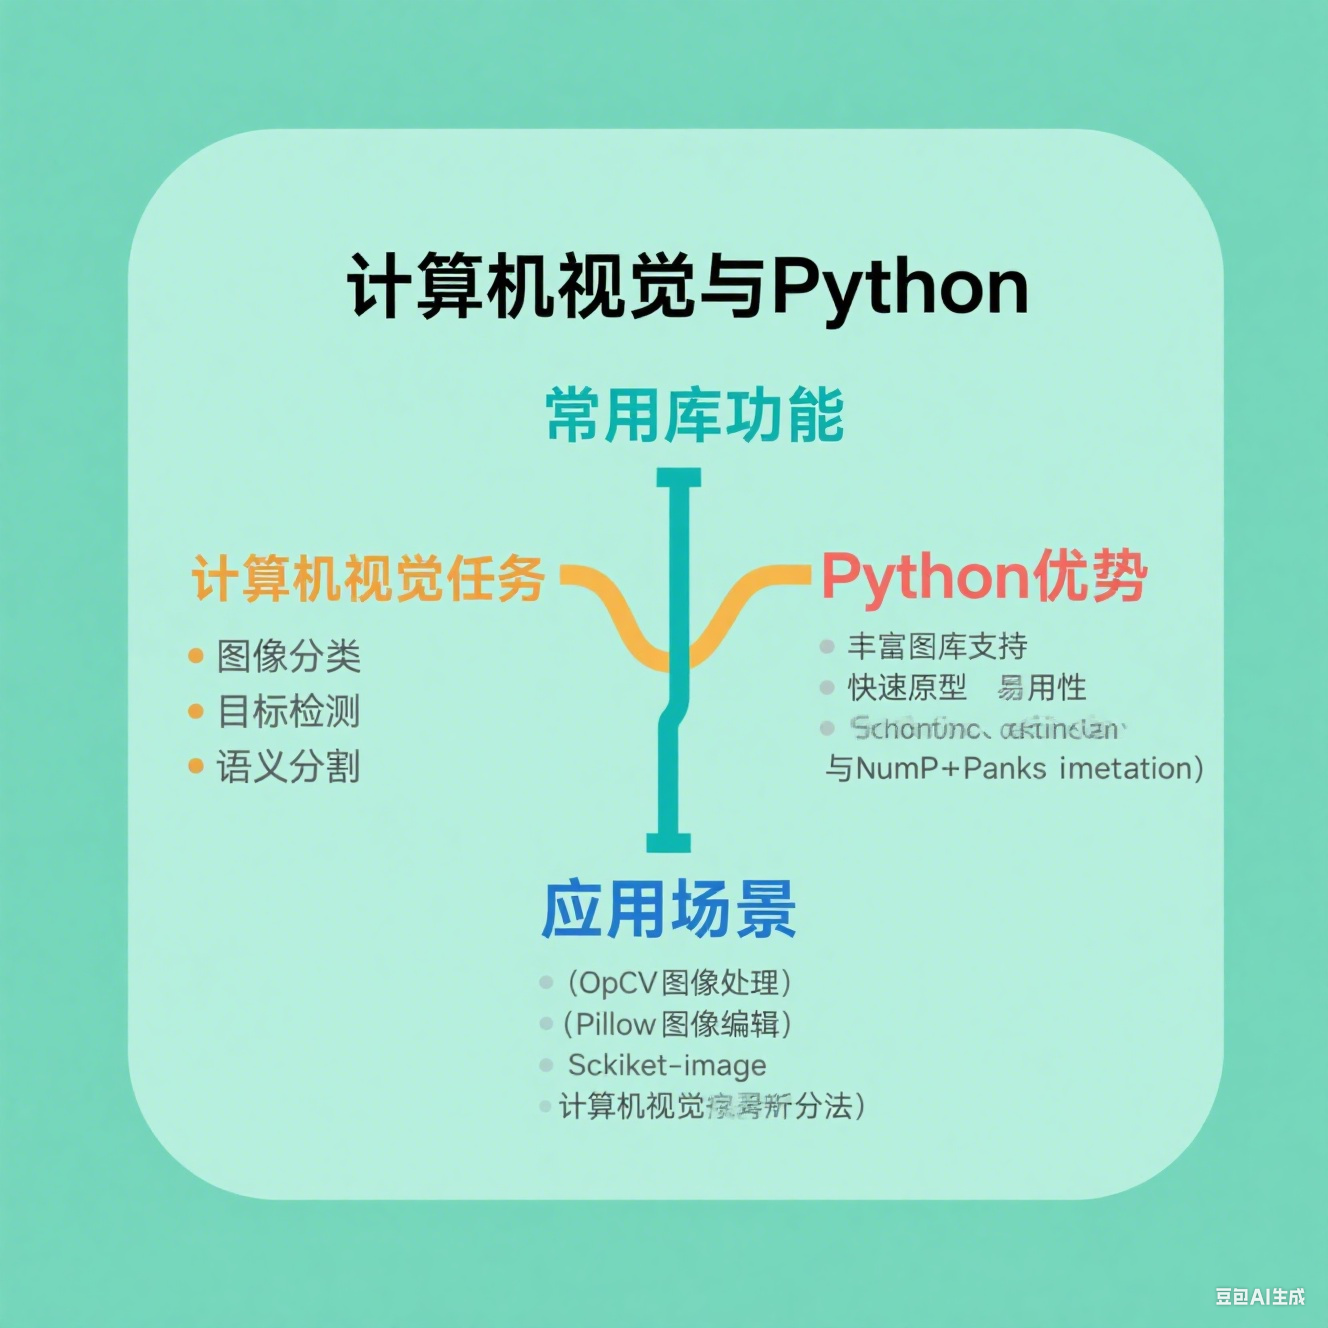 计算机视觉与Python
常用库功能
计算机视觉任务
图像分类
目标检测
语义分割
Python优势
丰富图库支持
快速原型 易用性
与NumP+Panks imetation)
应用场景
(OpCV图像处理)
(Pillow图像编辑)
Sckiket-image
计算机视觉 分法)
豆包AI生成